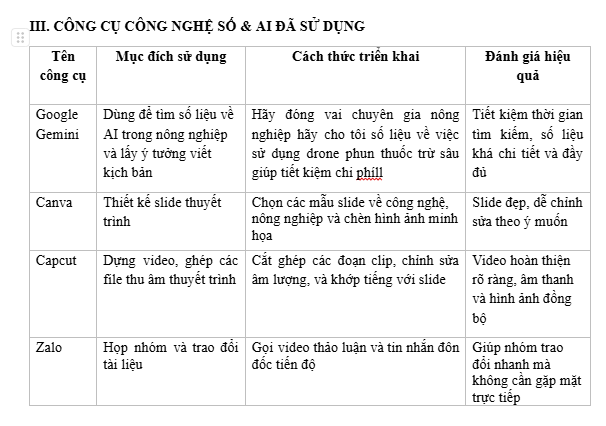 III. CÔNG CỤ CÔNG NGHỆ SỐ & AI ĐÃ SỬ DỤNG
Tên công cụ
Mục đích sử dụng
Cách thức triển khai
Đánh giá hiệu quả
Google Gemini
Dùng để tìm số liệu về
AI trong nông nghiệp
và lấy ý tưởng viết
kịch bản
Hãy đóng vai chuyên gia nông
nghiệp hãy cho tôi số liệu về việc
sử dụng drone phun thuốc trừ sâu
giúp tiết kiệm chi phíll
Tiết kiệm thời gian
tìm kiếm, số liệu
khá chi tiết và đầy
đủ
Canva
Thiết kế slide thuyết
trình
Chọn các mẫu slide về công nghệ,
nông nghiệp và chèn hình ảnh minh
họa
Slide đẹp, dễ chỉnh
sửa theo ý muốn
Capcut
Dựng video, ghép các
file thu âm thuyết trình
Cắt ghép các đoạn clip, chỉnh sửa
âm lượng, và khớp tiếng với slide
Video hoàn thiện
rõ ràng, âm thanh
và hình ảnh đồng
bộ
Zalo
Họp nhóm và trao đổi
tài liệu
Gọi video thảo luận và tin nhắn đôn
đốc tiến độ
Giúp nhóm trao
đổi nhanh mà
không cần gặp mặt
trực tiếp